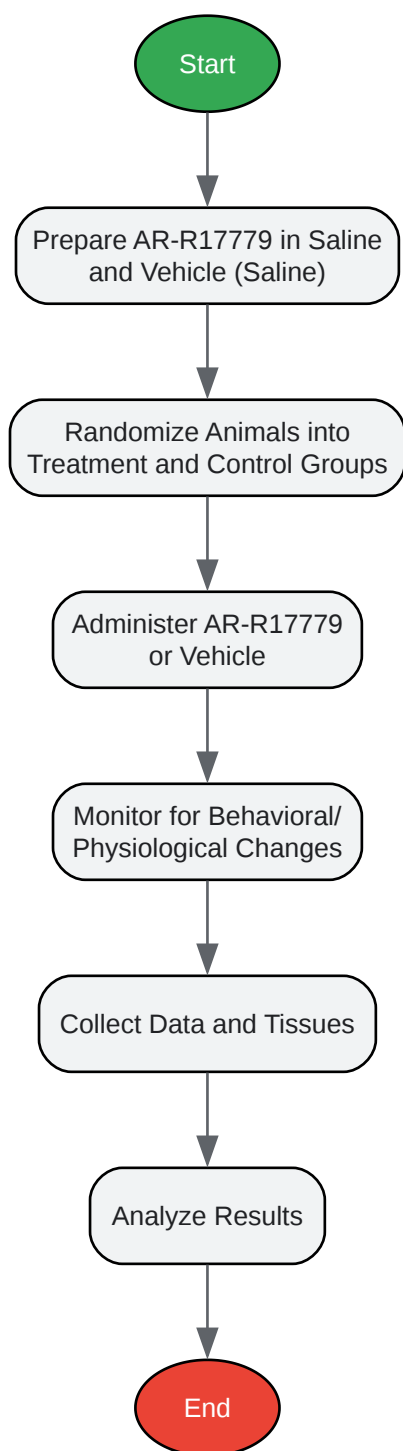 Start
Prepare AR-R17779 in Saline
and Vehicle (Saline)
Randomize Animals into
Treatment and Control Groups
Administer AR-R17779
or Vehicle
Monitor for Behavioral/
Physiological Changes
Collect Data and Tissues
Analyze Results
End